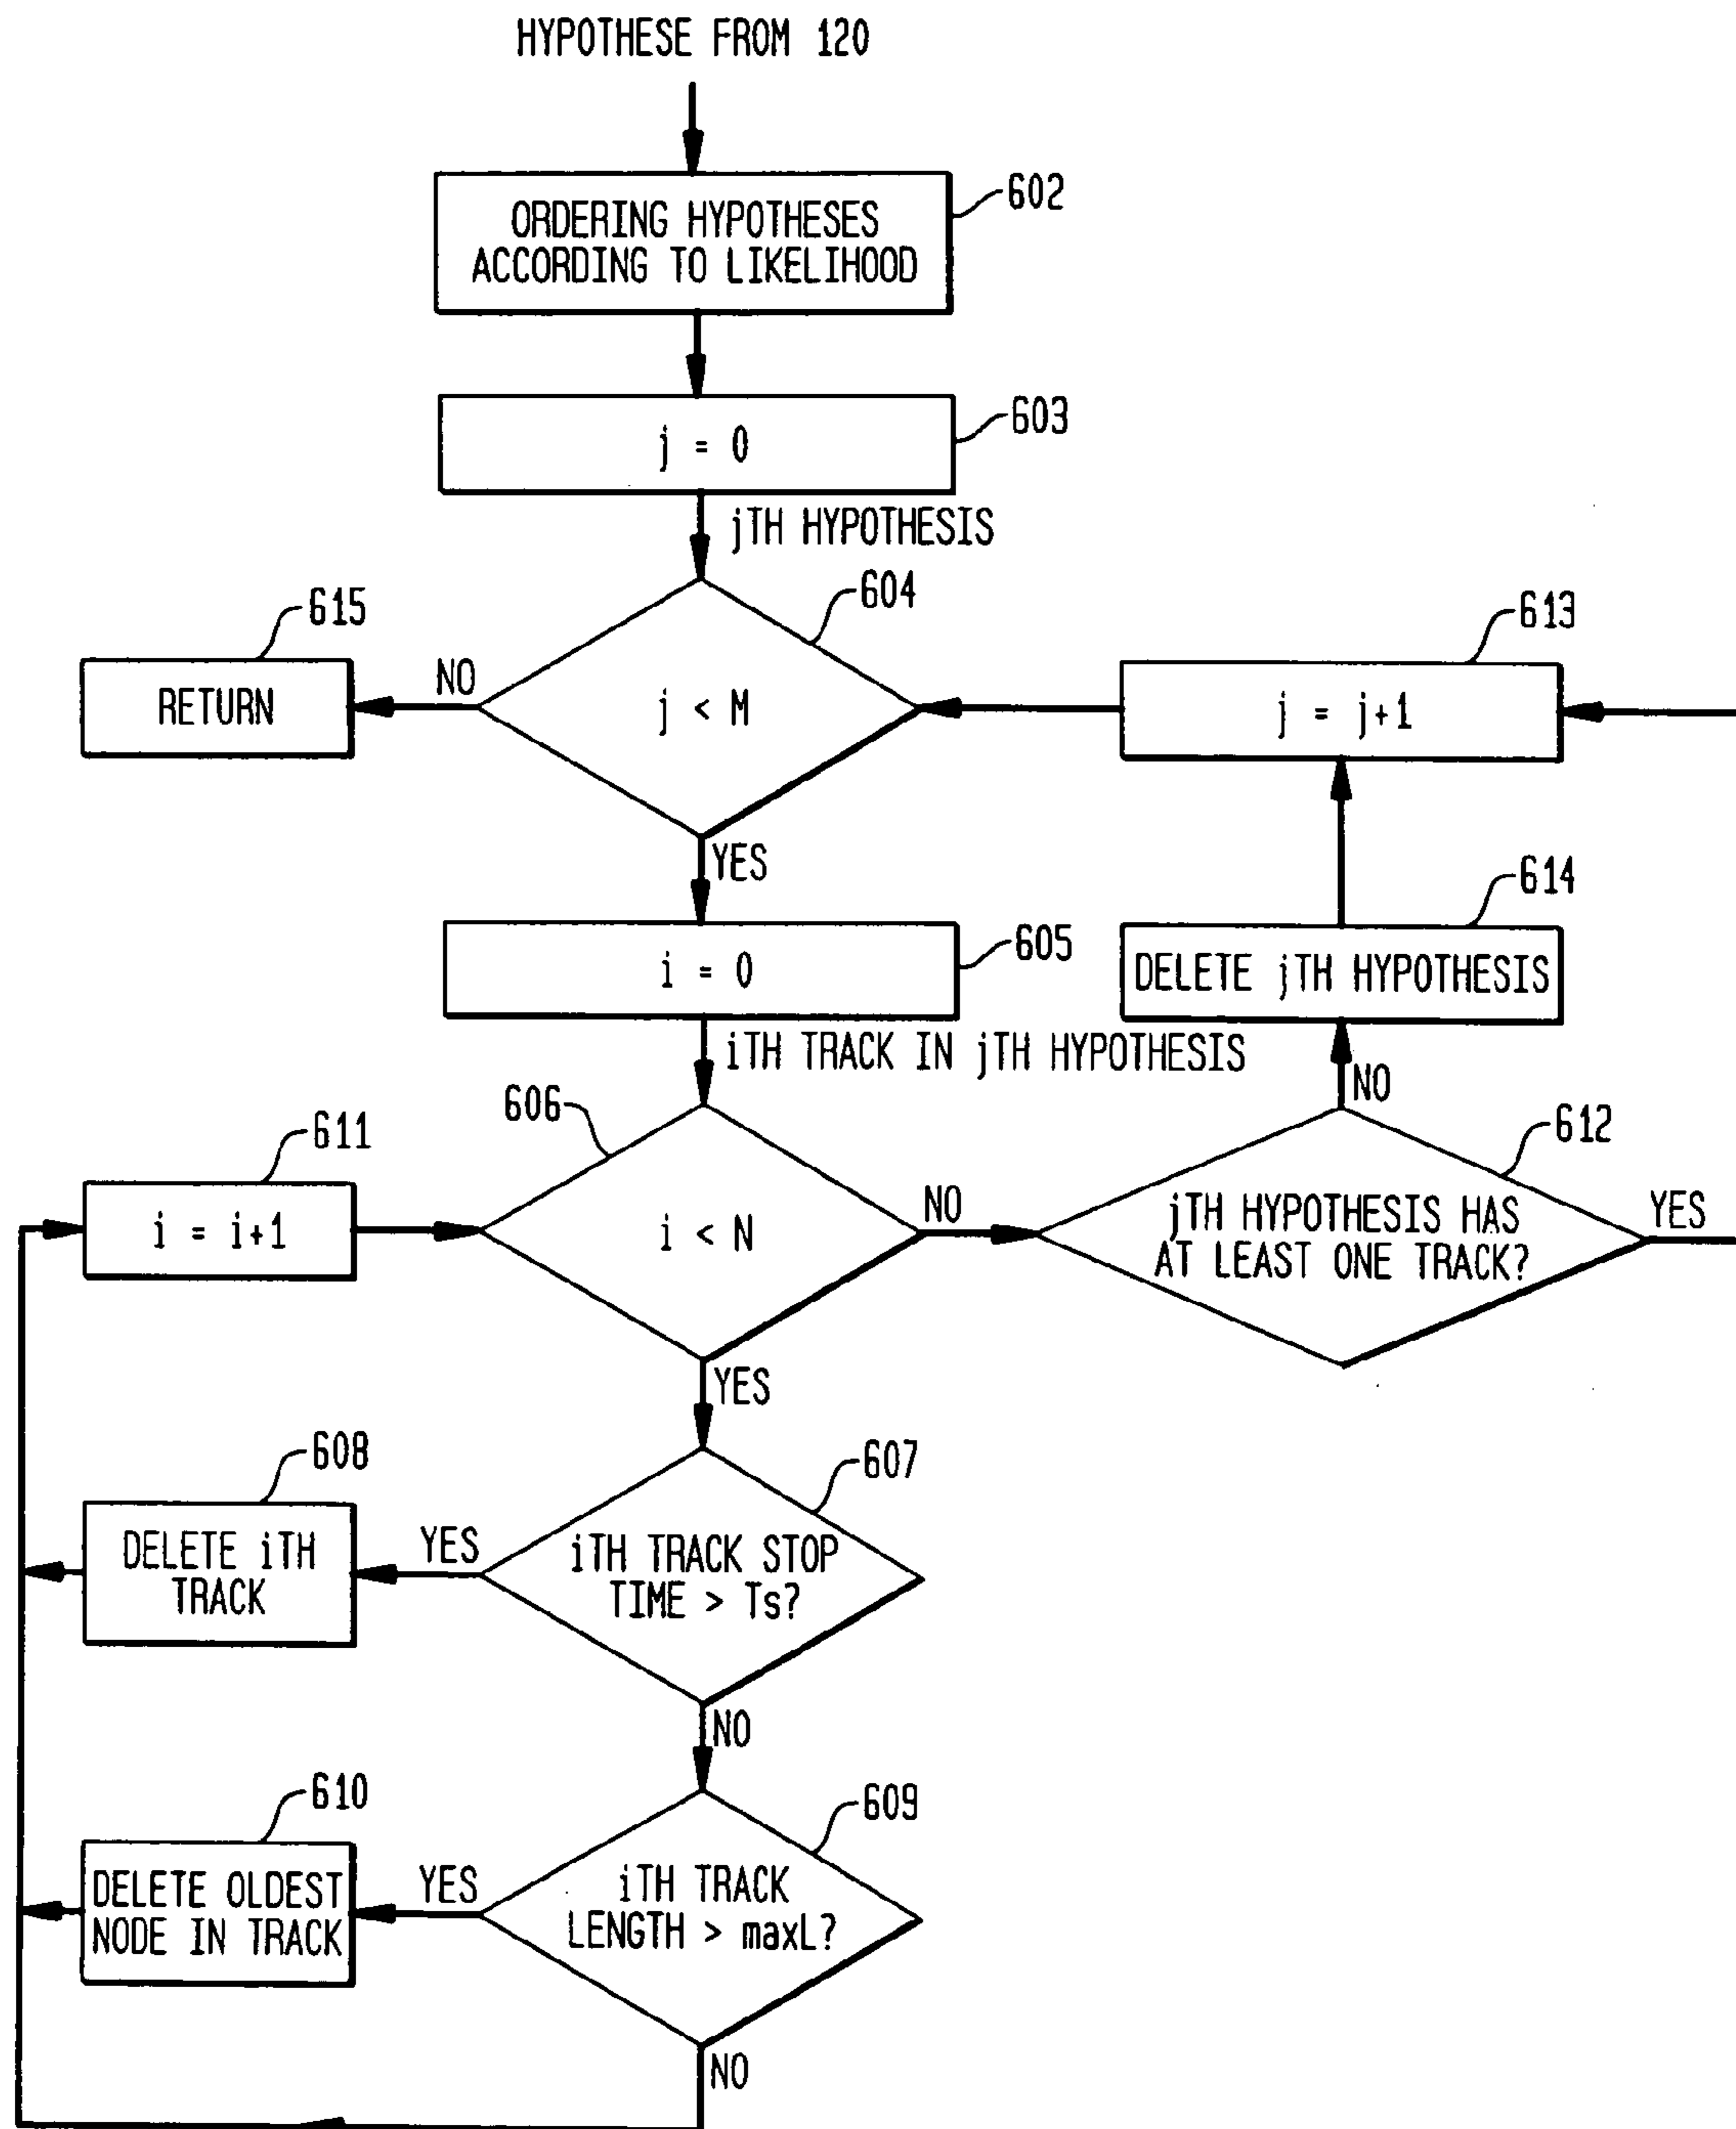 HYPOTHESE FROM 120
602
ORDERING HYPOTHESES
ACCORDING TO LIKELIHOOD
603
j = 0
jTH HYPOTHESIS
604
615
613
RETURN
NO
j < M
j = j+1
YES
614
605
i = 0
DELETE jTH HYPOTHESIS
iTH TRACK IN jTH HYPOTHESIS
NO
606
611
612
i = i+1
i < N
NO
jTH HYPOTHESIS HAS
AT LEAST ONE TRACK?
YES
YES
608
607
DELETE iTH
TRACK
YES
iTH TRACK STOP
TIME > Ts?
NO
610
609
DELETE OLDEST
NODE IN TRACK
YES
iTH TRACK
LENGTH > maxL?
NO